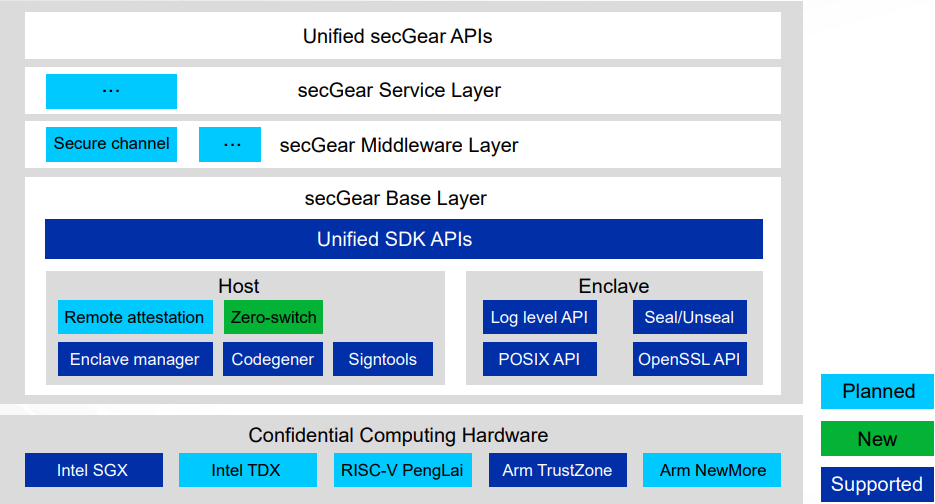 Unified secGear APIs
...
secGear Service Layer
Secure channel
...
secGear Middleware Layer
secGear Base Layer
Unified SDK APIs
Host
Remote attestation
Zero-switch
Enclave manager
Codegener
Signtools
Enclave
Log level API
Seal/Unseal
POSIX API
OpenSSL API
Confidential Computing Hardware
Intel SGX
Intel TDX
RISC-V PengLai
Arm TrustZone
Arm NewMore
Planned
New
Supported